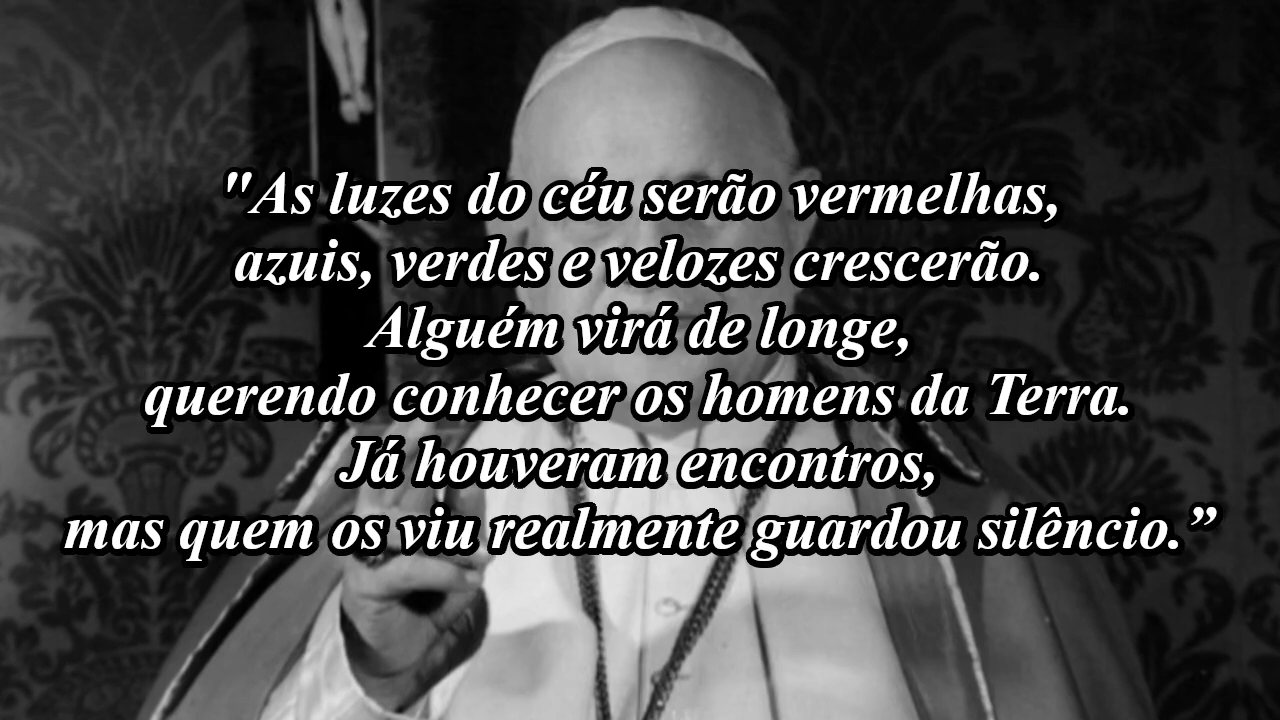 "As luzes do céu serão vermelhas,
azuis, verdes e velozes crescerão.
Alguém virá de longe,
querendo conhecer os homens da Terra.
Já houveram encontros,
mas quem os viu realmente guardou silêncio.”